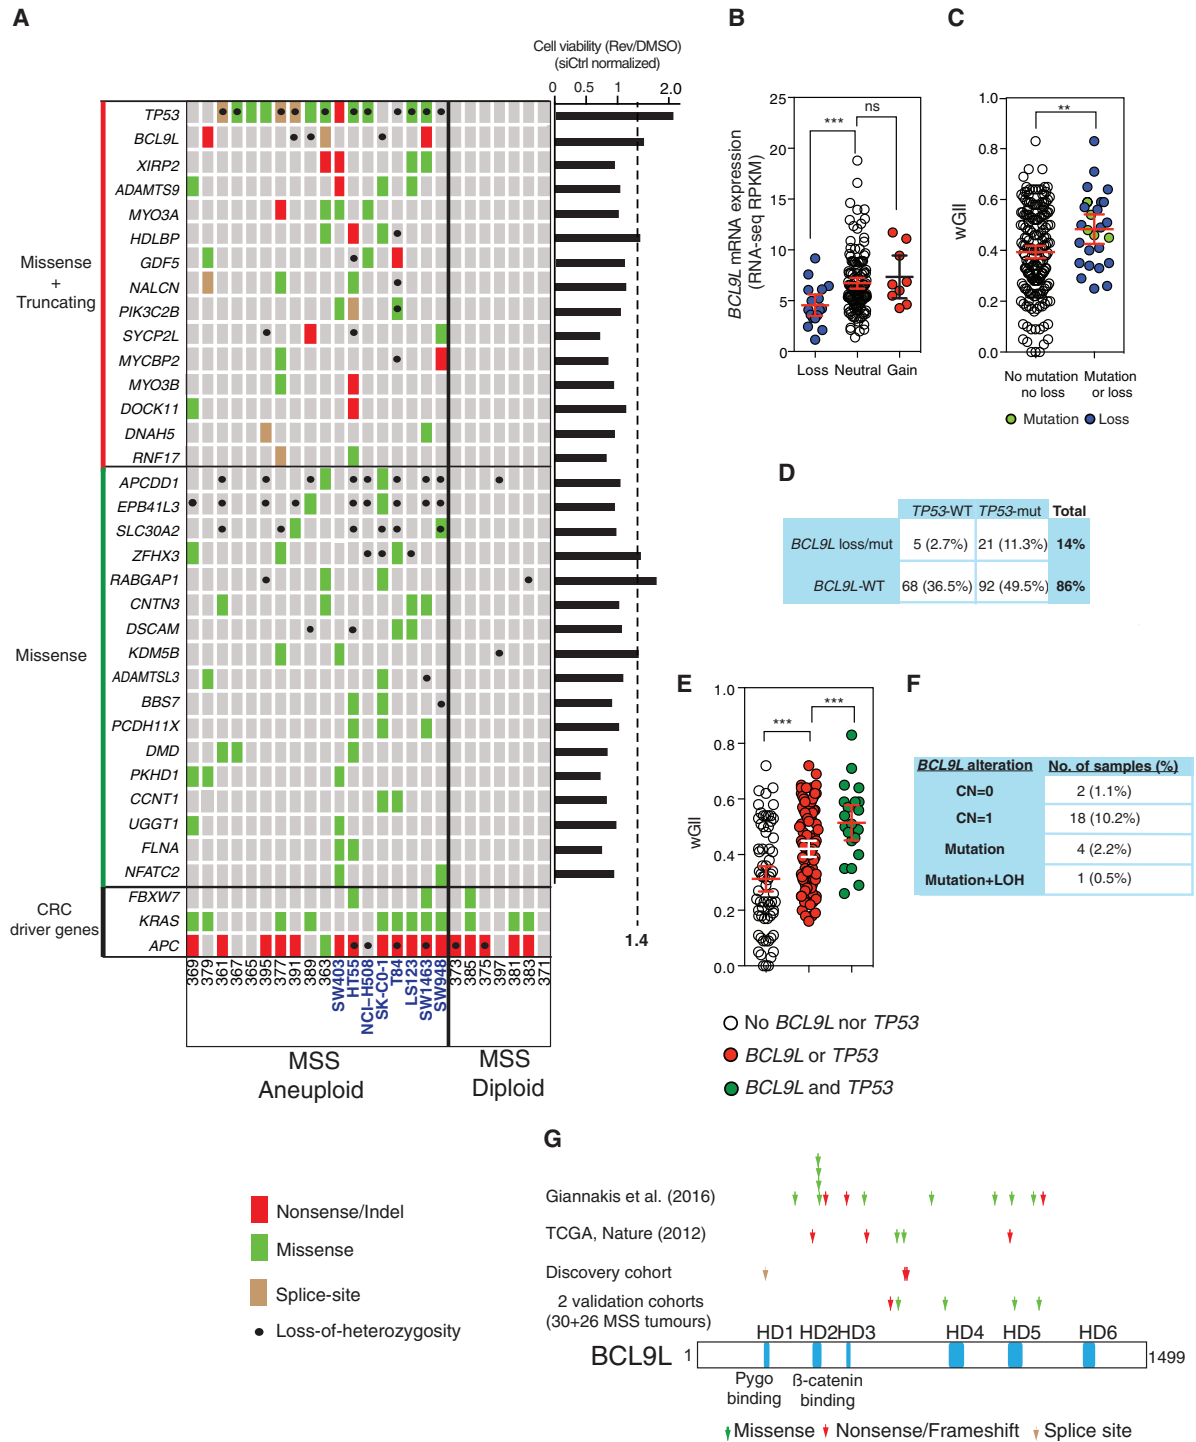 A
Cell viability (Rev/DMSO)
(siCtrl normalized)
0 0.5 1 2.0
Missense
+
Truncating
TP53
BCL9L
XIRP2
ADAMTS9
MYO3A
HDLBP
GDF5
NALCN
PIK3C2B
SYCP2L
MYCBP2
MYO3B
DOCK11
DNAH5
RNF17
Missense
APCDD1
EPB41L3
SLC30A2
ZFHX3
RABGAP1
CNTN3
DSCAM
KDM5B
ADAMTSL3
BBS7
PCDH11X
DMD
PKHD1
CCNT1
UGGT1
FLNA
NFATC2
CRC
driver genes
FBXW7
KRAS
APC
1.4
369 379 361 367 365 395 377 391 389 363 SW403 HT55 NCI–H508 SK-C0-1 T84 LS123 SW1463 SW948 373 385 375 397 381 383 371
MSS
Aneuploid
MSS
Diploid
Nonsense/Indel
Missense
Splice-site
Loss-of-heterozygosity
B
BCL9L mRNA expression
(RNA-seq RPKM)
25
20
15
10
5
0
***
ns
Loss Neutral Gain
C
wGII
1.0
0.8
0.6
0.4
0.2
0.0
**
No mutation
no loss
Mutation
or loss
Mutation Loss
D
TP53-WT TP53-mut Total
BCL9L loss/mut 5 (2.7%) 21 (11.3%) 14%
BCL9L-WT 68 (36.5%) 92 (49.5%) 86%
E
wGII
1.0
0.8
0.6
0.4
0.2
0.0
***
***
No BCL9L nor TP53
BCL9L or TP53
BCL9L and TP53
F
BCL9L alteration No. of samples (%)
CN=0 2 (1.1%)
CN=1 18 (10.2%)
Mutation 4 (2.2%)
Mutation+LOH 1 (0.5%)
G
Giannakis et al. (2016)
TCGA, Nature (2012)
Discovery cohort
2 validation cohorts
(30+26 MSS tumours)
HD1 HD2 HD3 HD4 HD5 HD6
BCL9L 1 1499
Pygo
binding
ß-catenin
binding
Missense Nonsense/Frameshift Splice site